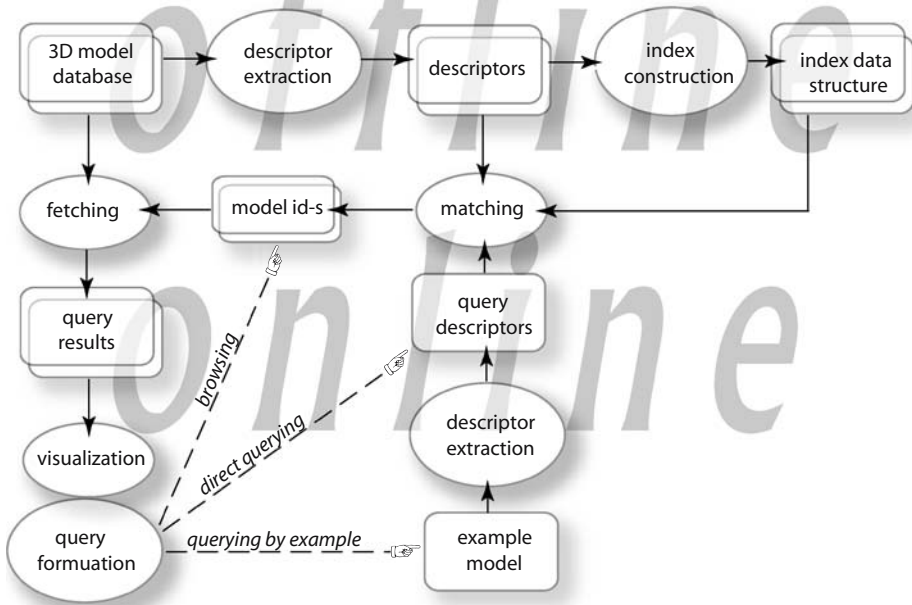 3D model
database
descriptor
extraction
descriptors
index
construction
index data
structure
offline
fetching
model id-s
matching
online
query
results
query
descriptors
browsing
direct querying
descriptor
extraction
visualization
query
formuation
querying by example
example
model